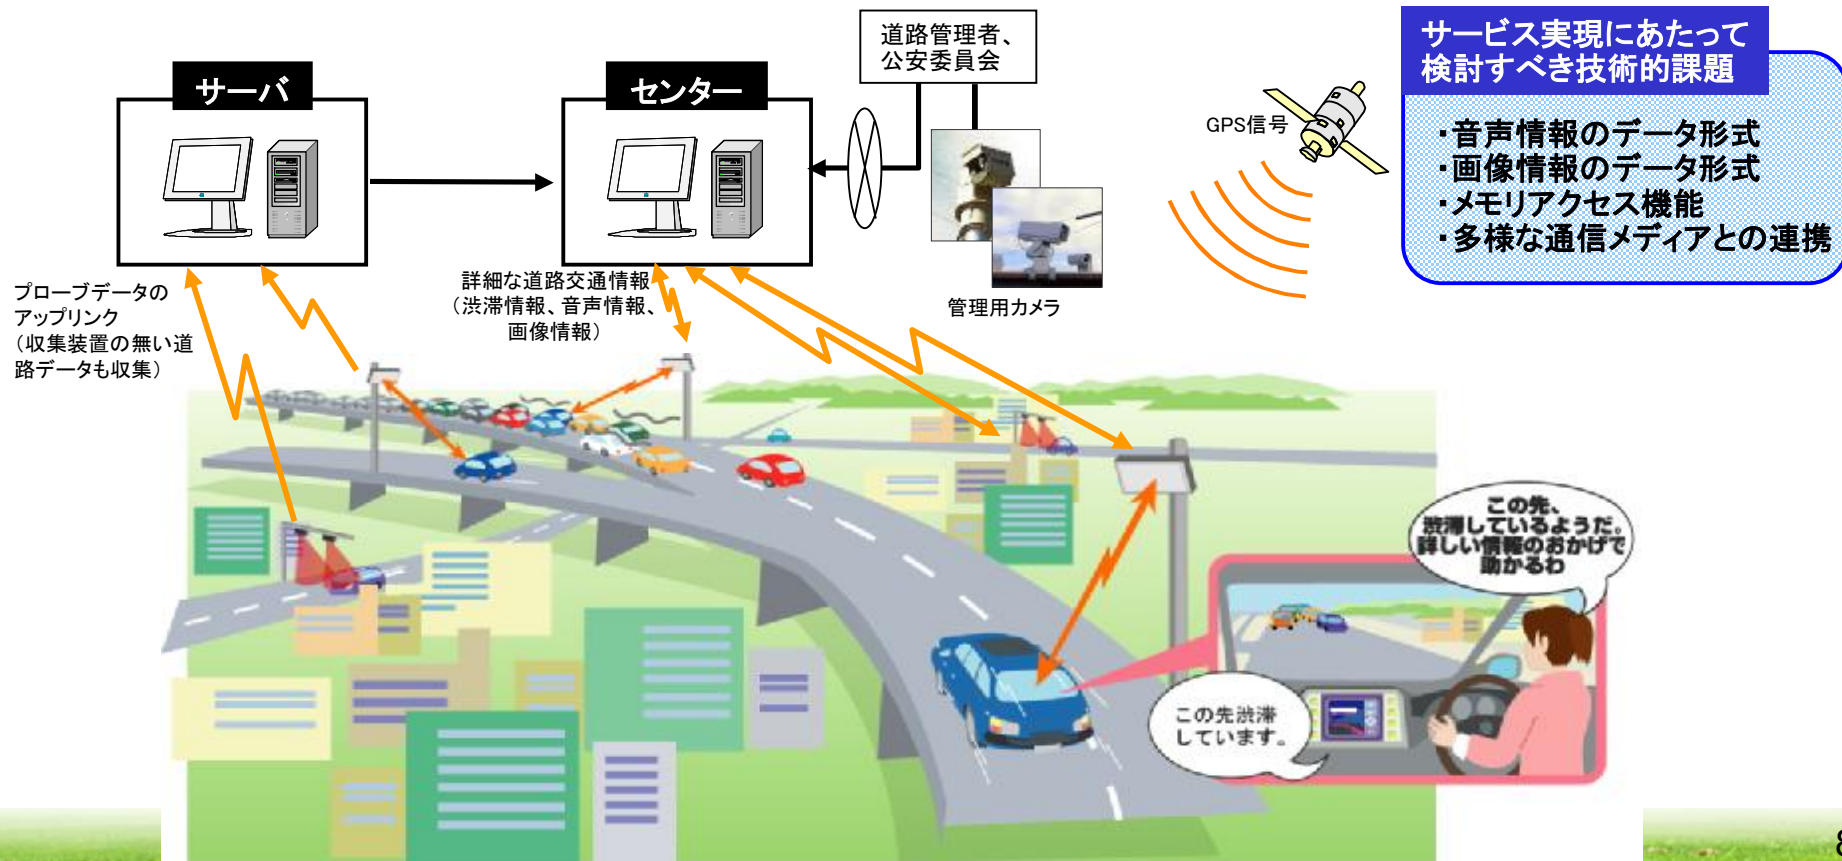 道路管理者、
公安委員会
サービス実現にあたって
検討すべき技術的課題
サーバ
センター
GPS信号
・音声情報のデータ形式
・画像情報のデータ形式
・メモリアクセス機能
・多様な通信メディアとの連携
プローブデータの
アップリンク
（収集装置の無い道
路データも収集）
詳細な道路交通情報
（渋滞情報、音声情報、
画像情報）
管理用カメラ
この先、
渋滞しているようだ。
詳しい情報のおかげで
助かるわ
この先渋滞
しています。